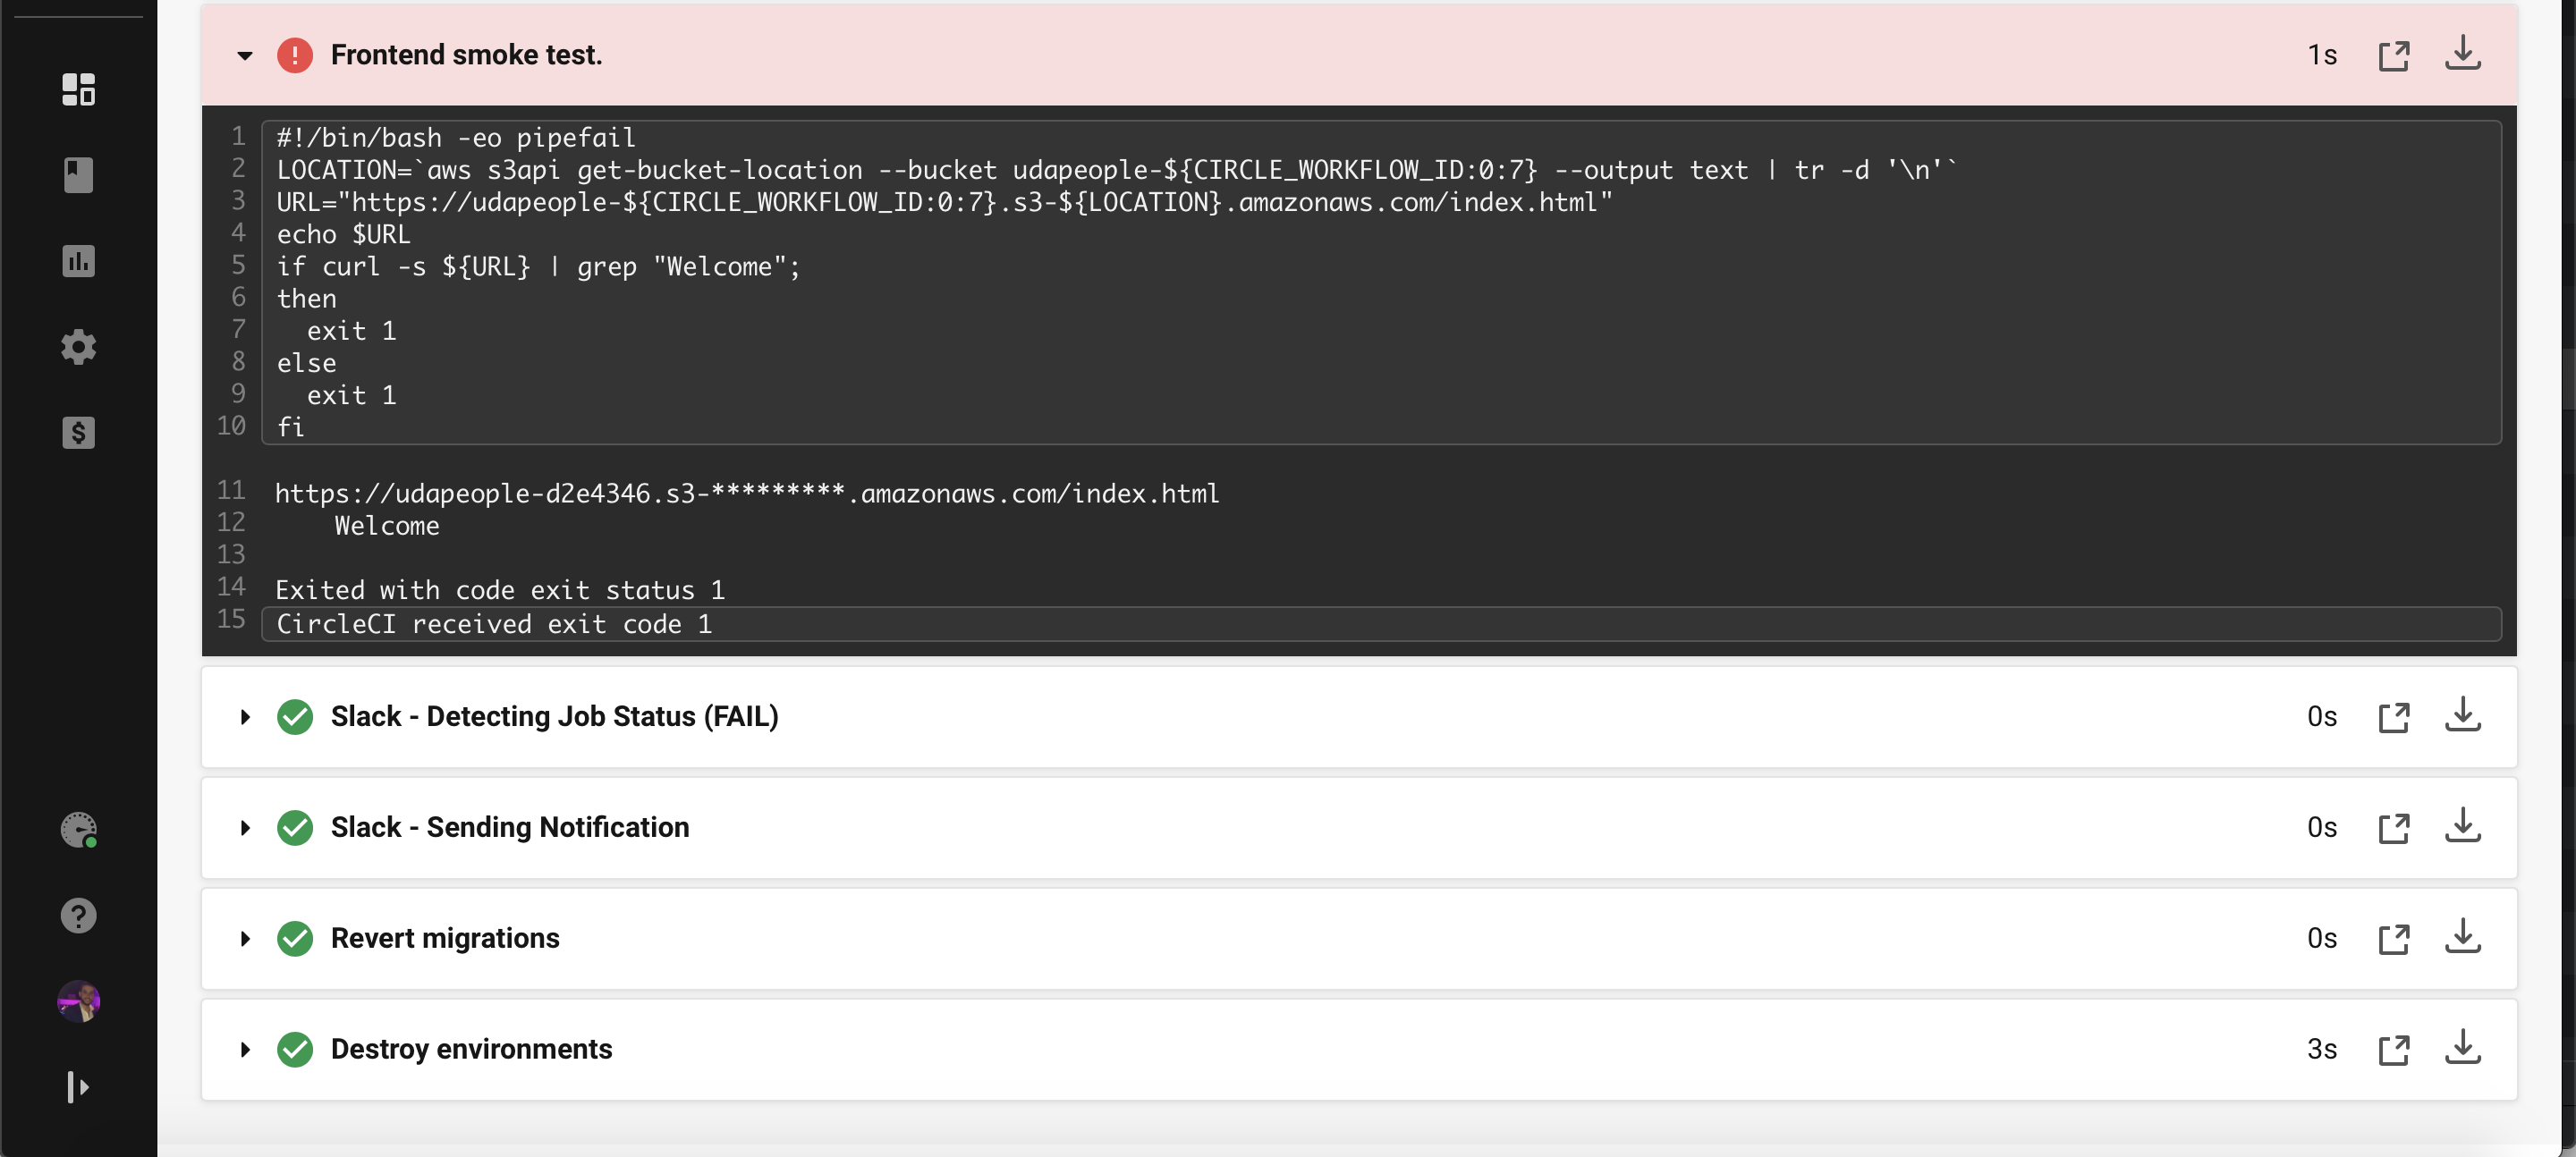 Frontend smoke test.
1s
1 #!/bin/bash -eo pipefail
2 LOCATION=`aws s3api get-bucket-location --bucket udapeople-${CIRCLE_WORKFLOW_ID:0:7} --output text | tr -d '\n'`
3 URL="https://udapeople-${CIRCLE_WORKFLOW_ID:0:7}.s3-${LOCATION}.amazonaws.com/index.html"
4 echo $URL
5 if curl -s ${URL} | grep "Welcome";
6 then
7   exit 1
8 else
9   exit 1
10 fi
11 https://udapeople-d2e4346.s3-*********.amazonaws.com/index.html
12     Welcome
13
14 Exited with code exit status 1
15 CircleCI received exit code 1
Slack - Detecting Job Status (FAIL)
0s
Slack - Sending Notification
0s
Revert migrations
0s
Destroy environments
3s